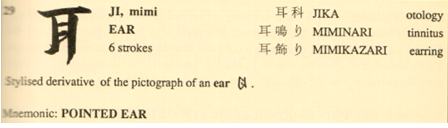 29 耳 JI, mimi 耳科 JIKA otology
EAR 耳鳴り MIMINARI tinnitus
6 strokes 耳飾り MIMIKAZARI earring
Stylised derivative of the pictograph of an ear .
Mnemonic: POINTED EAR